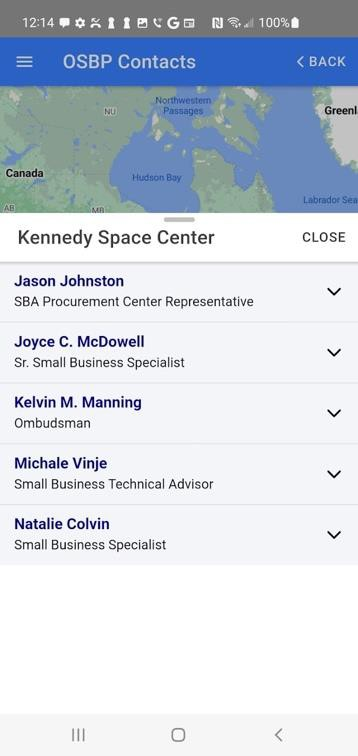 12:14
100%
OSBP Contacts
BACK
Northwestern
Passages
NU
Greenl
Canada
Hudson Bay
Labrador Sea
AB
MB
Kennedy Space Center
CLOSE
Jason Johnston
SBA Procurement Center Representative
Joyce C. McDowell
Sr. Small Business Specialist
Kelvin M. Manning
Ombudsman
Michale Vinje
Small Business Technical Advisor
Natalie Colvin
Small Business Specialist